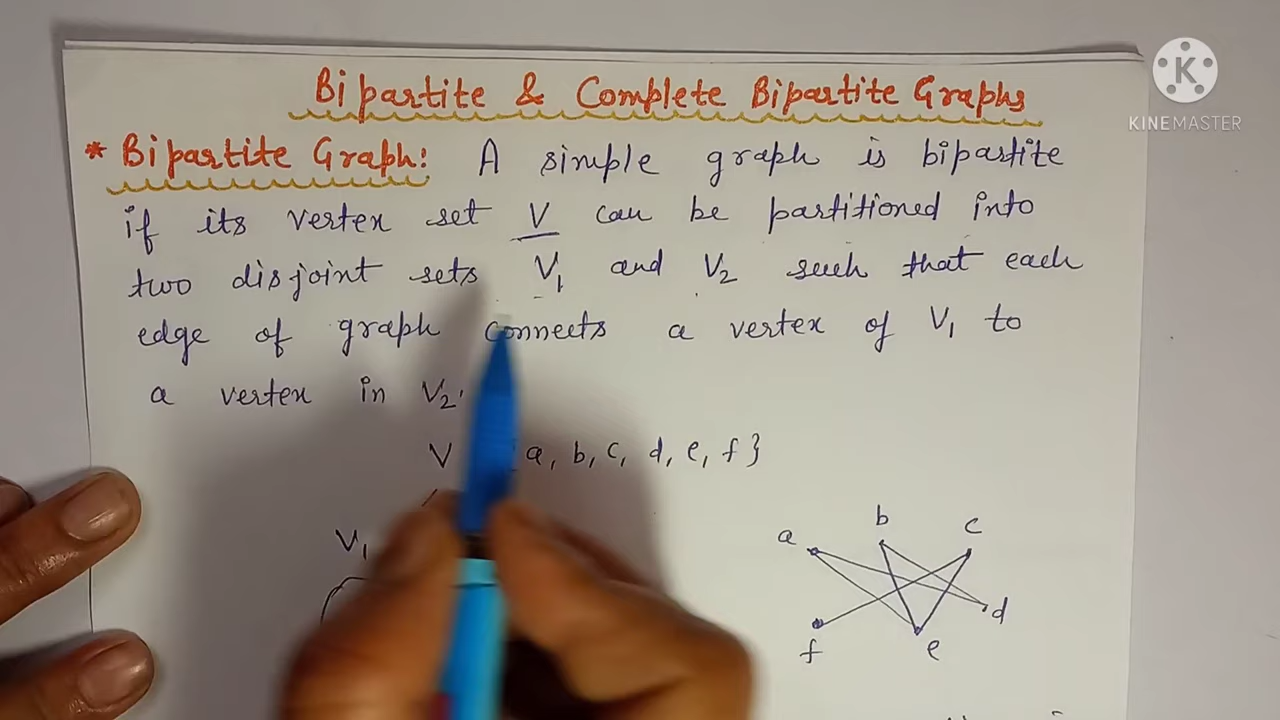 Bipartite & Complete Bipartite Graphs
* Bipartite Graph: A simple graph is bipartite
if its vertex set V can be partitioned into
two disjoint sets V₁ and V₂ such that each
edge of graph connects a vertex of V₁ to
a vertex in V₂.
V { a, b, c, d, e, f }
V₁
a b c
d
f e
KINEMASTER